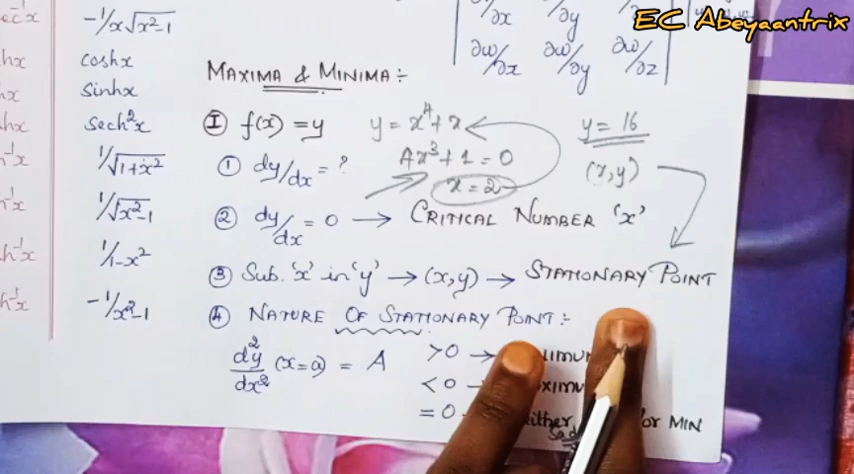 EC Abeyaantrix
-1/x√x²-1
coshx
sinhx
sech²x
1/√1+x²
1/√x²-1
1/1-x²
-1/x²-1
∂/∂x ∂/∂y
∂ω/∂x ∂ω/∂y ∂ω/∂z
MAXIMA & MINIMA:-
I f(x) = y
y = x⁴ + x
4x³ + 1 = 0
x = 2
y = 16
(x, y)
① dy/dx = ?
② dy/dx = 0 → CRITICAL NUMBER 'x'
③ Sub. 'x' in 'y' → (x, y) → STATIONARY POINT
④ NATURE OF STATIONARY POINT:-
d²y/dx² (x=a) = A
> 0 →
< 0
= 0
or MIN